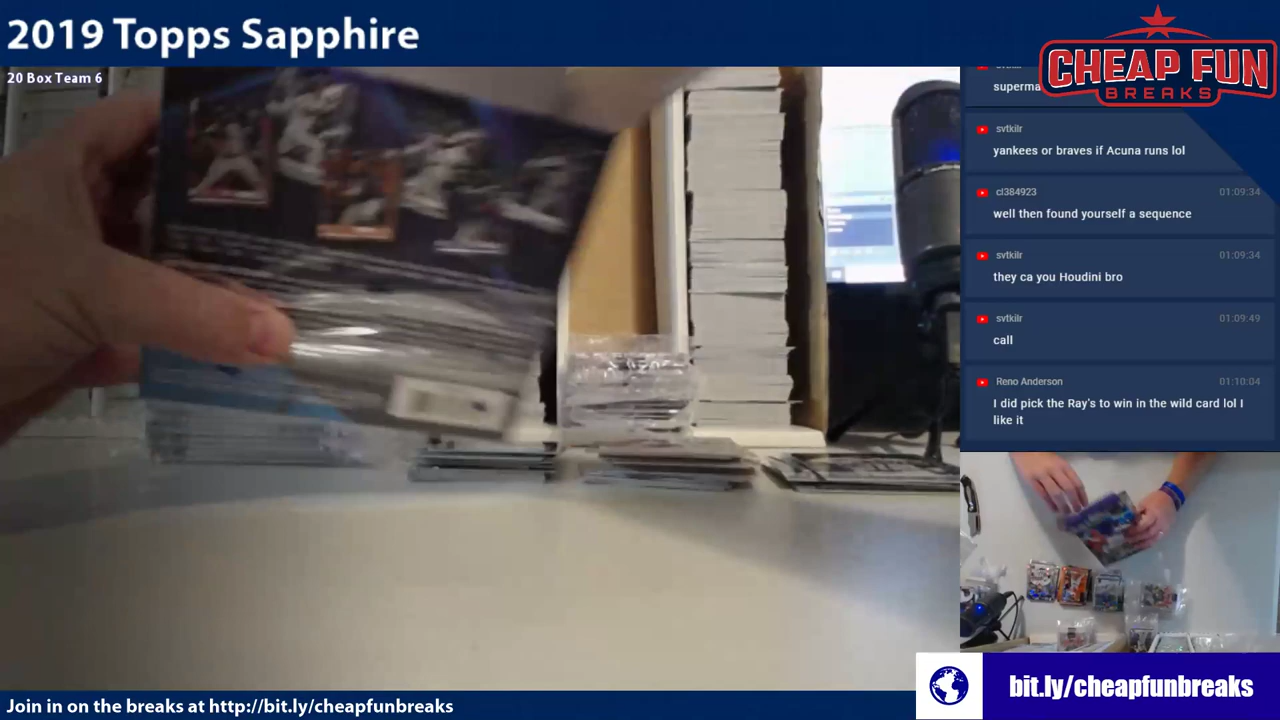 2019 Topps Sapphire
20 Box Team 6
CHEAP FUN
BREAKS
superma
svtkilr
yankees or braves if Acuna runs lol
cl384923 01:09:34
well then found yourself a sequence
svtkilr 01:09:34
they ca you Houdini bro
svtkilr 01:09:49
call
Reno Anderson 01:10:04
I did pick the Ray's to win in the wild card lol I
like it
bit.ly/cheapfunbreaks
Join in on the breaks at http://bit.ly/cheapfunbreaks